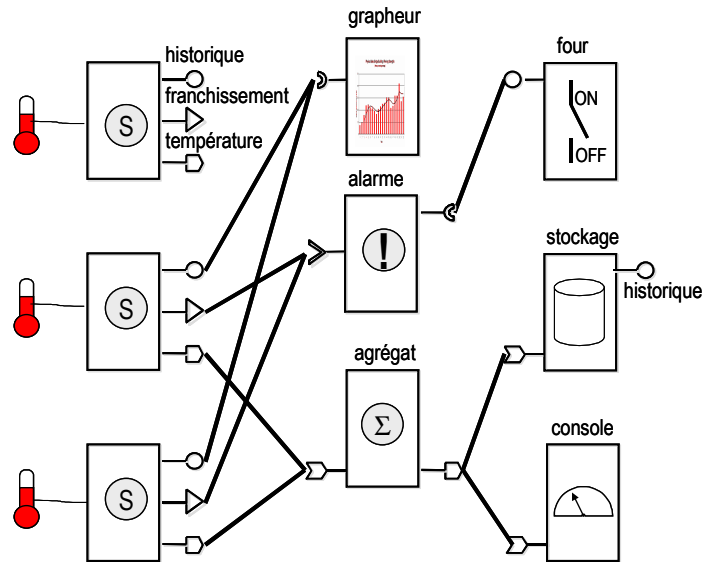 grapheur
four
historique
S
franchissement
ON
température
OFF
alarme
!
stockage
S
historique
agrégat
Σ
console
S